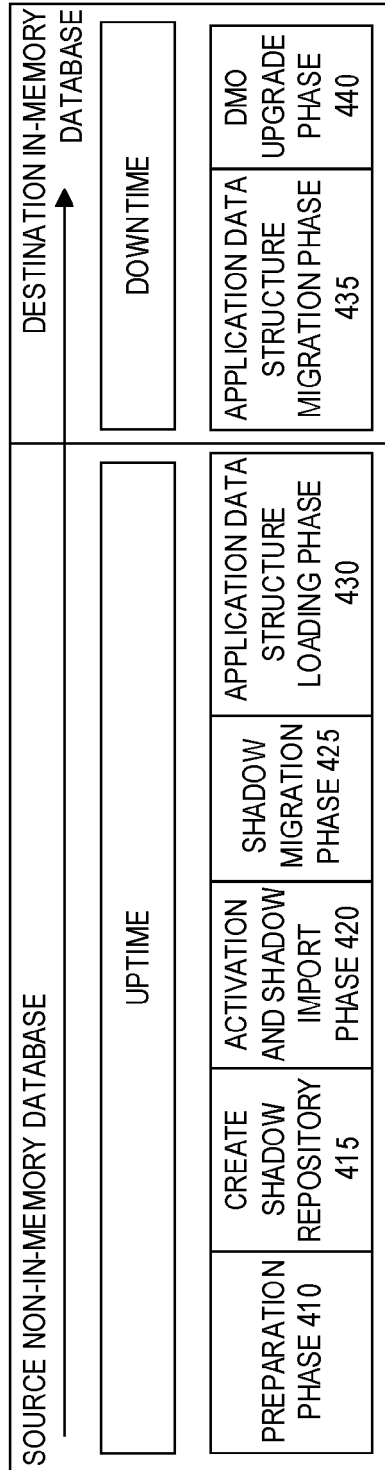 SOURCE NON-IN-MEMORY DATABASE
DESTINATION IN-MEMORY
DATABASE
UPTIME
DOWNTIME
PREPARATION
PHASE 410
CREATE
SHADOW
REPOSITORY
415
ACTIVATION
AND SHADOW
IMPORT
PHASE 420
SHADOW
MIGRATION
PHASE 425
APPLICATION DATA
STRUCTURE
LOADING PHASE
430
APPLICATION DATA
STRUCTURE
MIGRATION PHASE
435
DMO
UPGRADE
PHASE
440